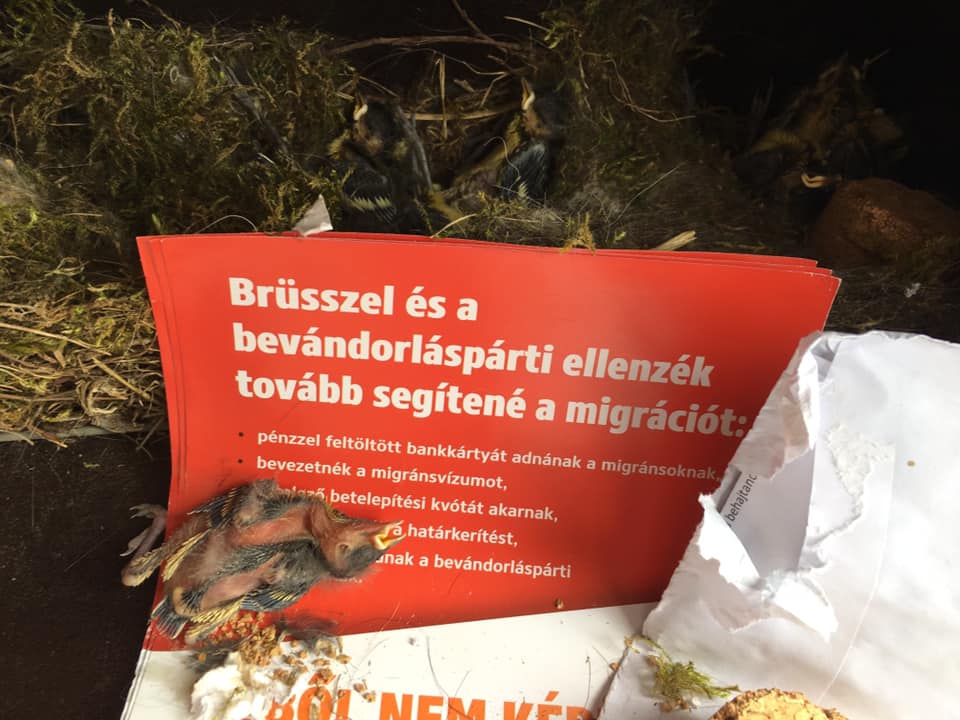 Brüsszel és a
bevándorláspárti ellenzék
tovább segítené a migrációt:
• pénzzel feltöltött bankkártyát adnának a migránsoknak,
• bevezetnék a migránsvízumot,
betelepítési kvótát akarnak,
a határkerítést,
a bevándorláspárti
NEM